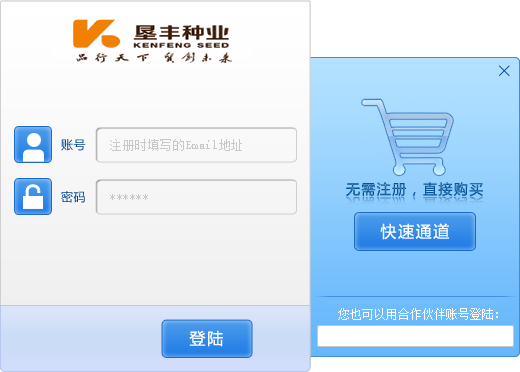 垦丰种业
KENFENG SEED
品行天下 贸创未来
账号
注册时填写的Email地址
密码
******
登陆
无需注册，直接购买
快速通道
您也可以用合作伙伴账号登陆：